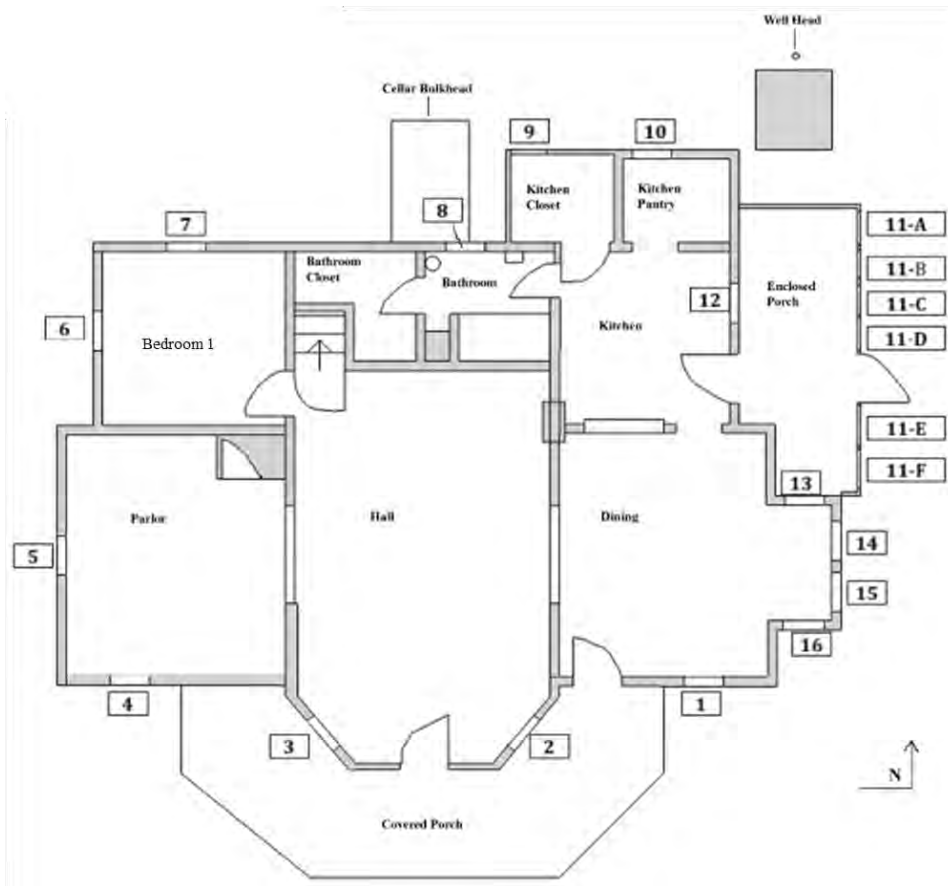 Well Head
Cellar Bulkhead
9
10
Kitchen
Closet
Kitchen
Pantry
7
8
11-A
Bathroom
Closet
Bathroom
11-B
Enclosed
Porch
12
11-C
6
Bedroom 1
Kitchen
11-D
11-E
11-F
13
Parlor
Hall
Dining
5
14
15
16
4
1
3
2
N
Covered Porch